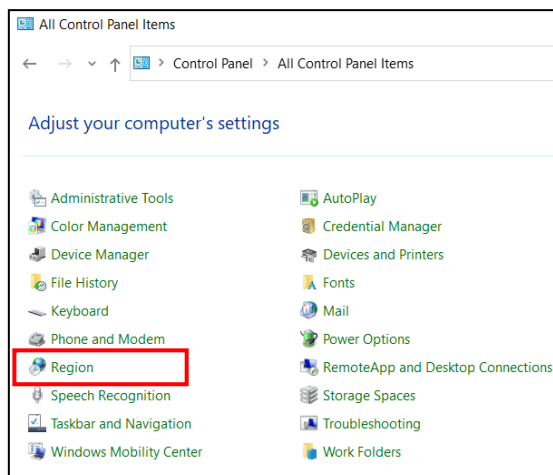 All Control Panel Items
Control Panel > All Control Panel Items
Adjust your computer's settings
Administrative Tools
AutoPlay
Color Management
Credential Manager
Device Manager
Devices and Printers
File History
Fonts
Keyboard
Mail
Phone and Modem
Power Options
Region
RemoteApp and Desktop Connections
Speech Recognition
Storage Spaces
Taskbar and Navigation
Troubleshooting
Windows Mobility Center
Work Folders